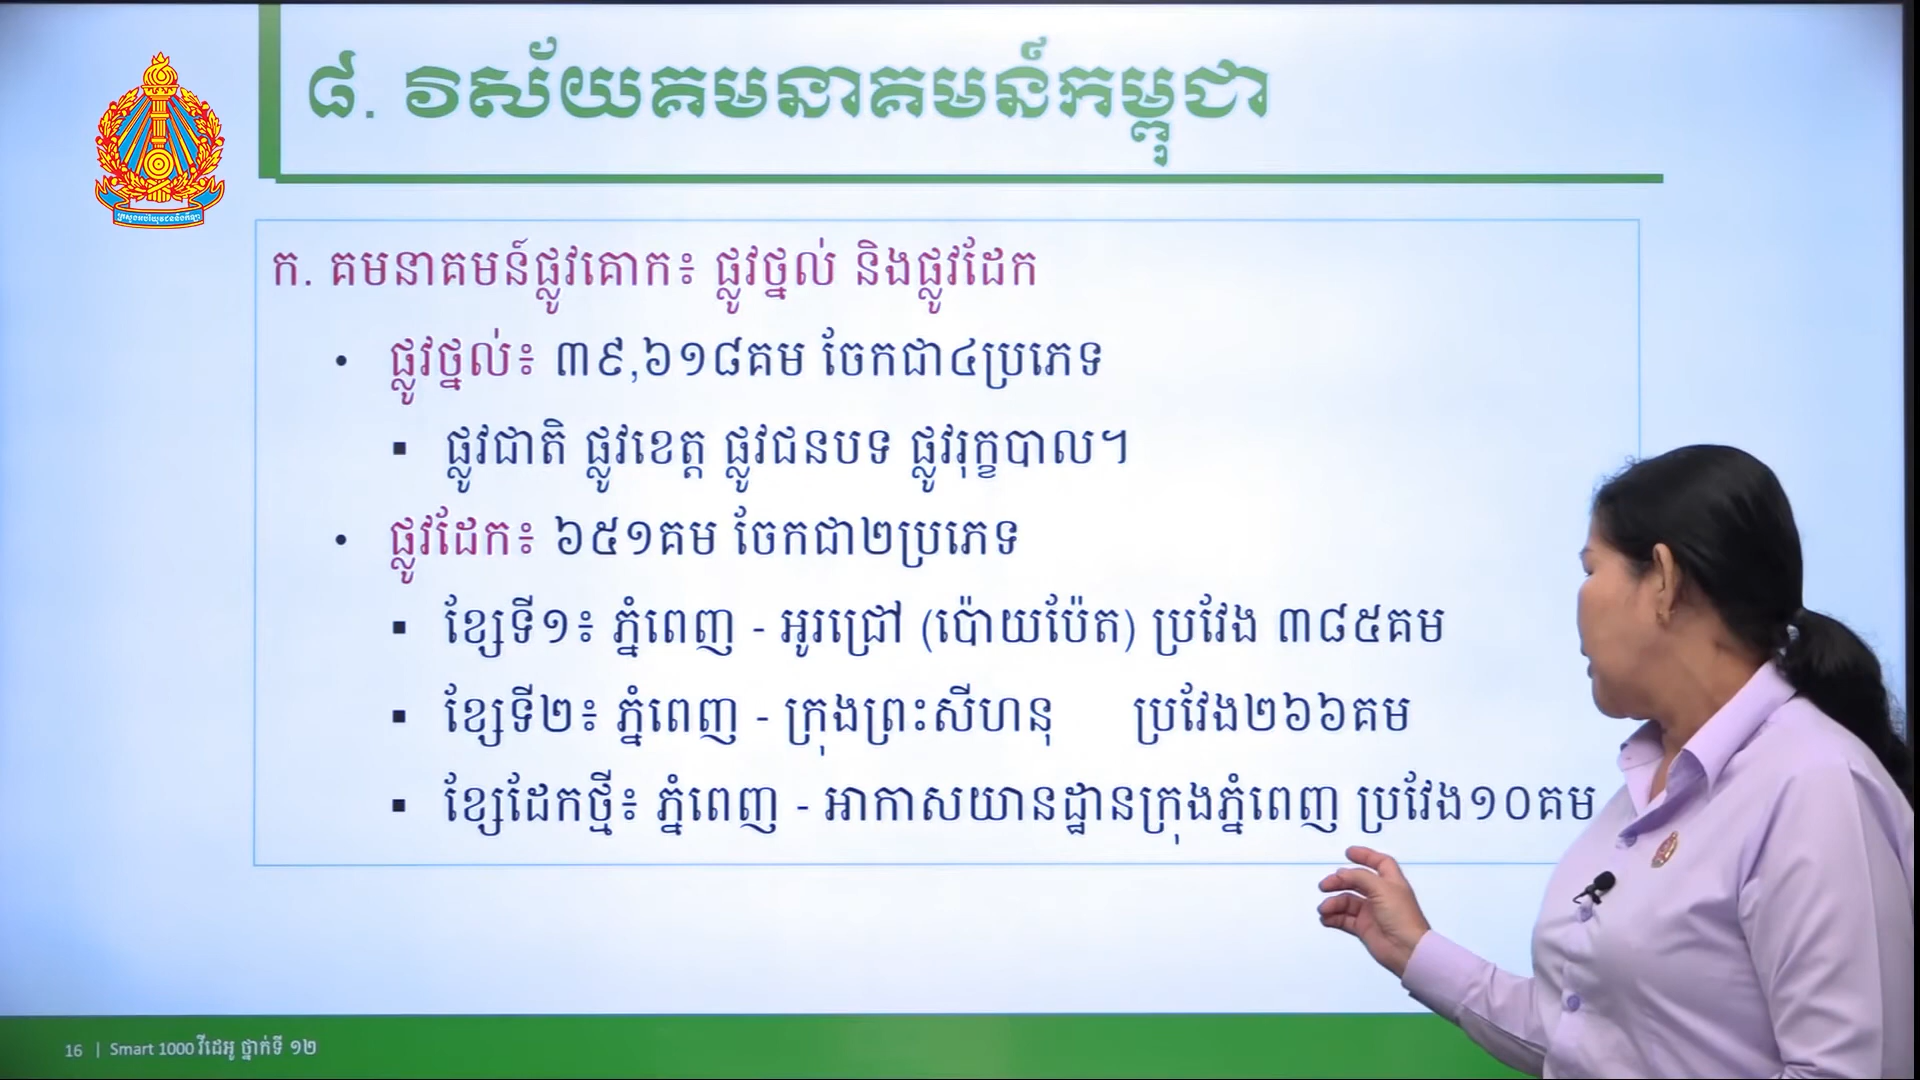 ៨. វិស័យគមនាគមន៍កម្ពុជា
ក. គមនាគមន៍ផ្លូវគោក៖ ផ្លូវថ្នល់ និងផ្លូវដែក
• ផ្លូវថ្នល់៖ ៣៩,៦១៨គម ចែកជា៤ប្រភេទ
▪ ផ្លូវជាតិ ផ្លូវខេត្ត ផ្លូវជនបទ ផ្លូវរុក្ខបាល។
• ផ្លូវដែក៖ ៦៥១គម ចែកជា២ប្រភេទ
▪ ខ្សែទី១៖ ភ្នំពេញ - អូរជ្រៅ (ប៉ោយប៉ែត) ប្រវែង ៣៨៥គម
▪ ខ្សែទី២៖ ភ្នំពេញ - ក្រុងព្រះសីហនុ ប្រវែង២៦៦គម
▪ ខ្សែដែកថ្មី៖ ភ្នំពេញ - អាកាសយានដ្ឋានក្រុងភ្នំពេញ ប្រវែង១០គម
16 | Smart 1000 វីដេអូ ថ្នាក់ទី ១២